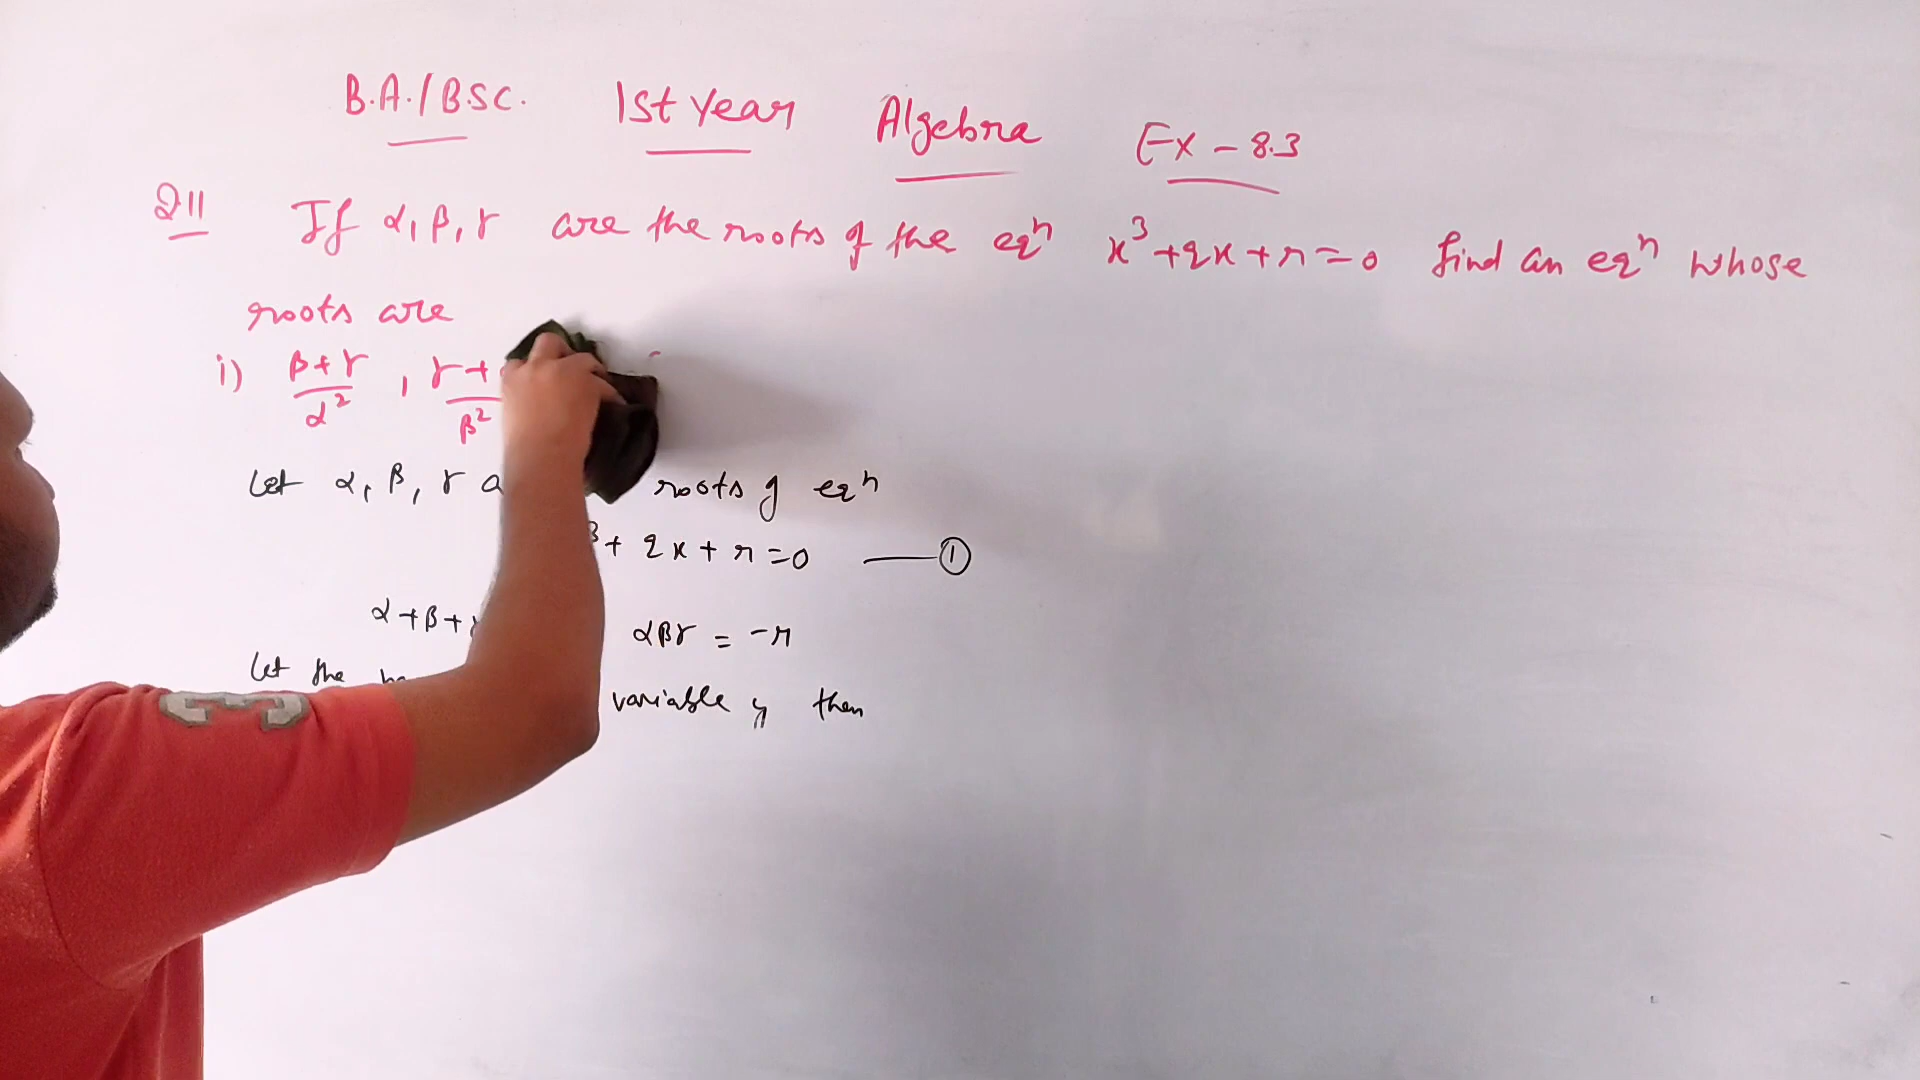 B.A./B.SC. 1st Year Algebra Ex - 8.3
Q11 If α, β, γ are the roots of the eqⁿ x³+qx+r=0 find an eqⁿ whose
roots are
i) β+γ/α² , γ+ /β²
Let α, β, γ roots of eqⁿ
³+ qx + r = 0 —— ①
α+β+γ αβγ = -r
Let the variable y then